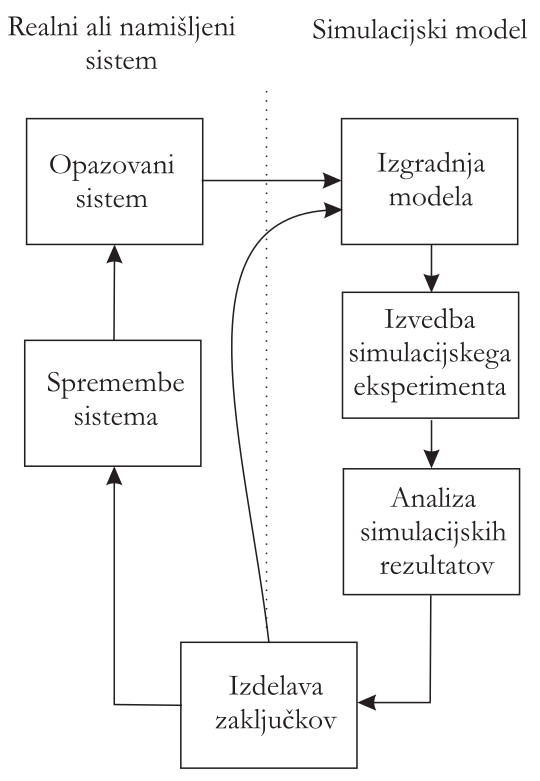 Realni ali namišljeni
sistem
Simulacijski model
Opazovani
sistem
Izgradnja
modela
Izvedba
simulacijskega
eksperimenta
Spremembe
sistema
Analiza
simulacijskih
rezultatov
Izdelava
zaključkov